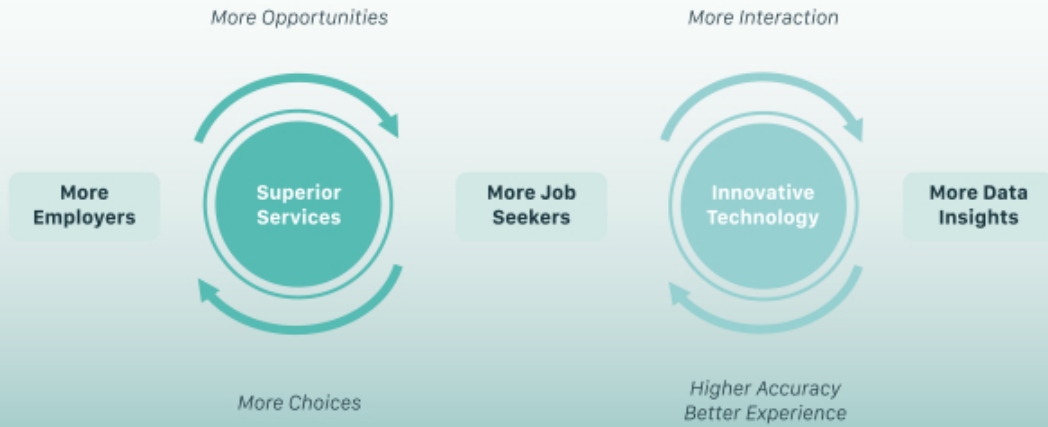 More Opportunities
More Interaction
More
Employers
Superior
Services
More Job
Seekers
Innovative
Technology
More Data
Insights
More Choices
Higher Accuracy
Better Experience